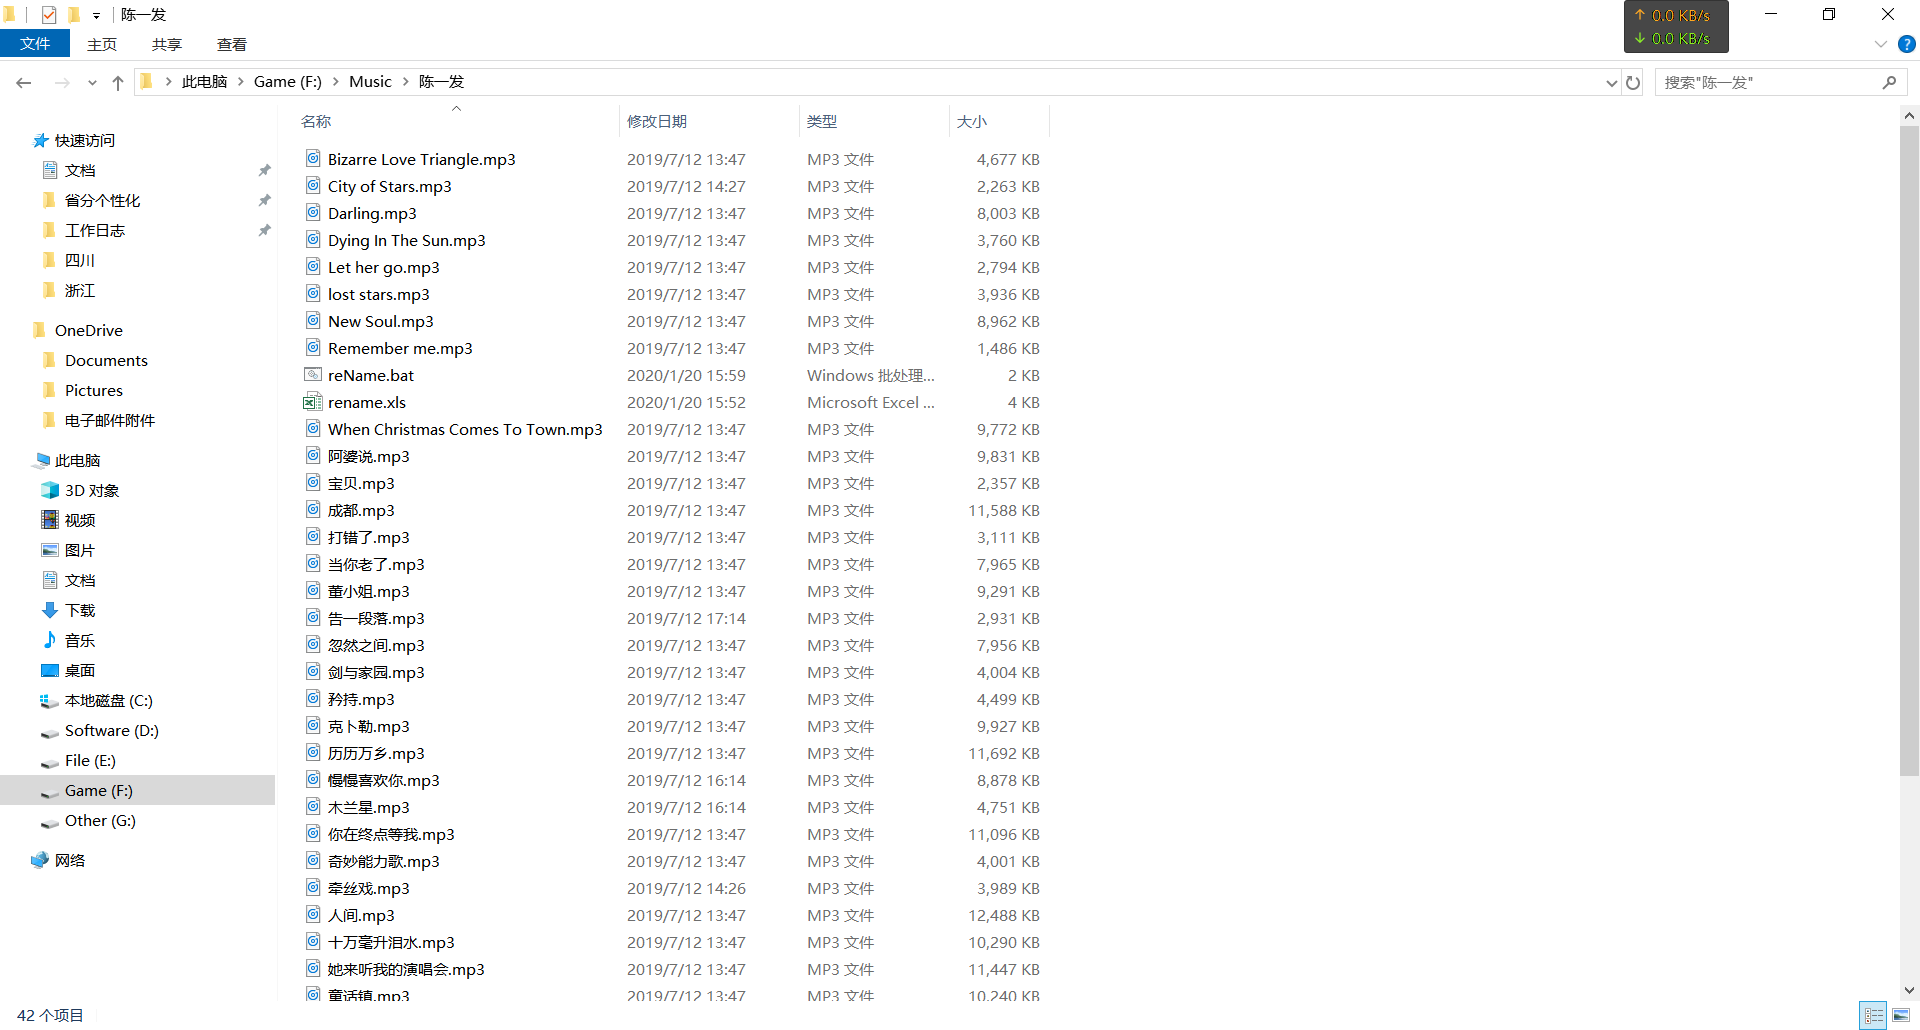 陈一发
↑ 0.0 KB/s
↓ 0.0 KB/s
文件 主页 共享 查看
此电脑 > Game (F:) > Music > 陈一发
搜索"陈一发"
快速访问
文档
省分个性化
工作日志
四川
浙江
OneDrive
Documents
Pictures
电子邮件附件
此电脑
3D 对象
视频
图片
文档
下载
音乐
桌面
本地磁盘 (C:)
Software (D:)
File (E:)
Game (F:)
Other (G:)
网络
名称 修改日期 类型 大小
Bizarre Love Triangle.mp3 2019/7/12 13:47 MP3 文件 4,677 KB
City of Stars.mp3 2019/7/12 14:27 MP3 文件 2,263 KB
Darling.mp3 2019/7/12 13:47 MP3 文件 8,003 KB
Dying In The Sun.mp3 2019/7/12 13:47 MP3 文件 3,760 KB
Let her go.mp3 2019/7/12 13:47 MP3 文件 2,794 KB
lost stars.mp3 2019/7/12 13:47 MP3 文件 3,936 KB
New Soul.mp3 2019/7/12 13:47 MP3 文件 8,962 KB
Remember me.mp3 2019/7/12 13:47 MP3 文件 1,486 KB
reName.bat 2020/1/20 15:59 Windows 批处理... 2 KB
rename.xls 2020/1/20 15:52 Microsoft Excel ... 4 KB
When Christmas Comes To Town.mp3 2019/7/12 13:47 MP3 文件 9,772 KB
阿婆说.mp3 2019/7/12 13:47 MP3 文件 9,831 KB
宝贝.mp3 2019/7/12 13:47 MP3 文件 2,357 KB
成都.mp3 2019/7/12 13:47 MP3 文件 11,588 KB
打错了.mp3 2019/7/12 13:47 MP3 文件 3,111 KB
当你老了.mp3 2019/7/12 13:47 MP3 文件 7,965 KB
董小姐.mp3 2019/7/12 13:47 MP3 文件 9,291 KB
告一段落.mp3 2019/7/12 17:14 MP3 文件 2,931 KB
忽然之间.mp3 2019/7/12 13:47 MP3 文件 7,956 KB
剑与家园.mp3 2019/7/12 13:47 MP3 文件 4,004 KB
矜持.mp3 2019/7/12 13:47 MP3 文件 4,499 KB
克卜勒.mp3 2019/7/12 13:47 MP3 文件 9,927 KB
历历万乡.mp3 2019/7/12 13:47 MP3 文件 11,692 KB
慢慢喜欢你.mp3 2019/7/12 16:14 MP3 文件 8,878 KB
木兰星.mp3 2019/7/12 16:14 MP3 文件 4,751 KB
你在终点等我.mp3 2019/7/12 13:47 MP3 文件 11,096 KB
奇妙能力歌.mp3 2019/7/12 13:47 MP3 文件 4,001 KB
牵丝戏.mp3 2019/7/12 14:26 MP3 文件 3,989 KB
人间.mp3 2019/7/12 13:47 MP3 文件 12,488 KB
十万毫升泪水.mp3 2019/7/12 13:47 MP3 文件 10,290 KB
她来听我的演唱会.mp3 2019/7/12 13:47 MP3 文件 11,447 KB
童话镇.mp3 2019/7/12 13:47 MP3 文件 10,240 KB
42 个项目